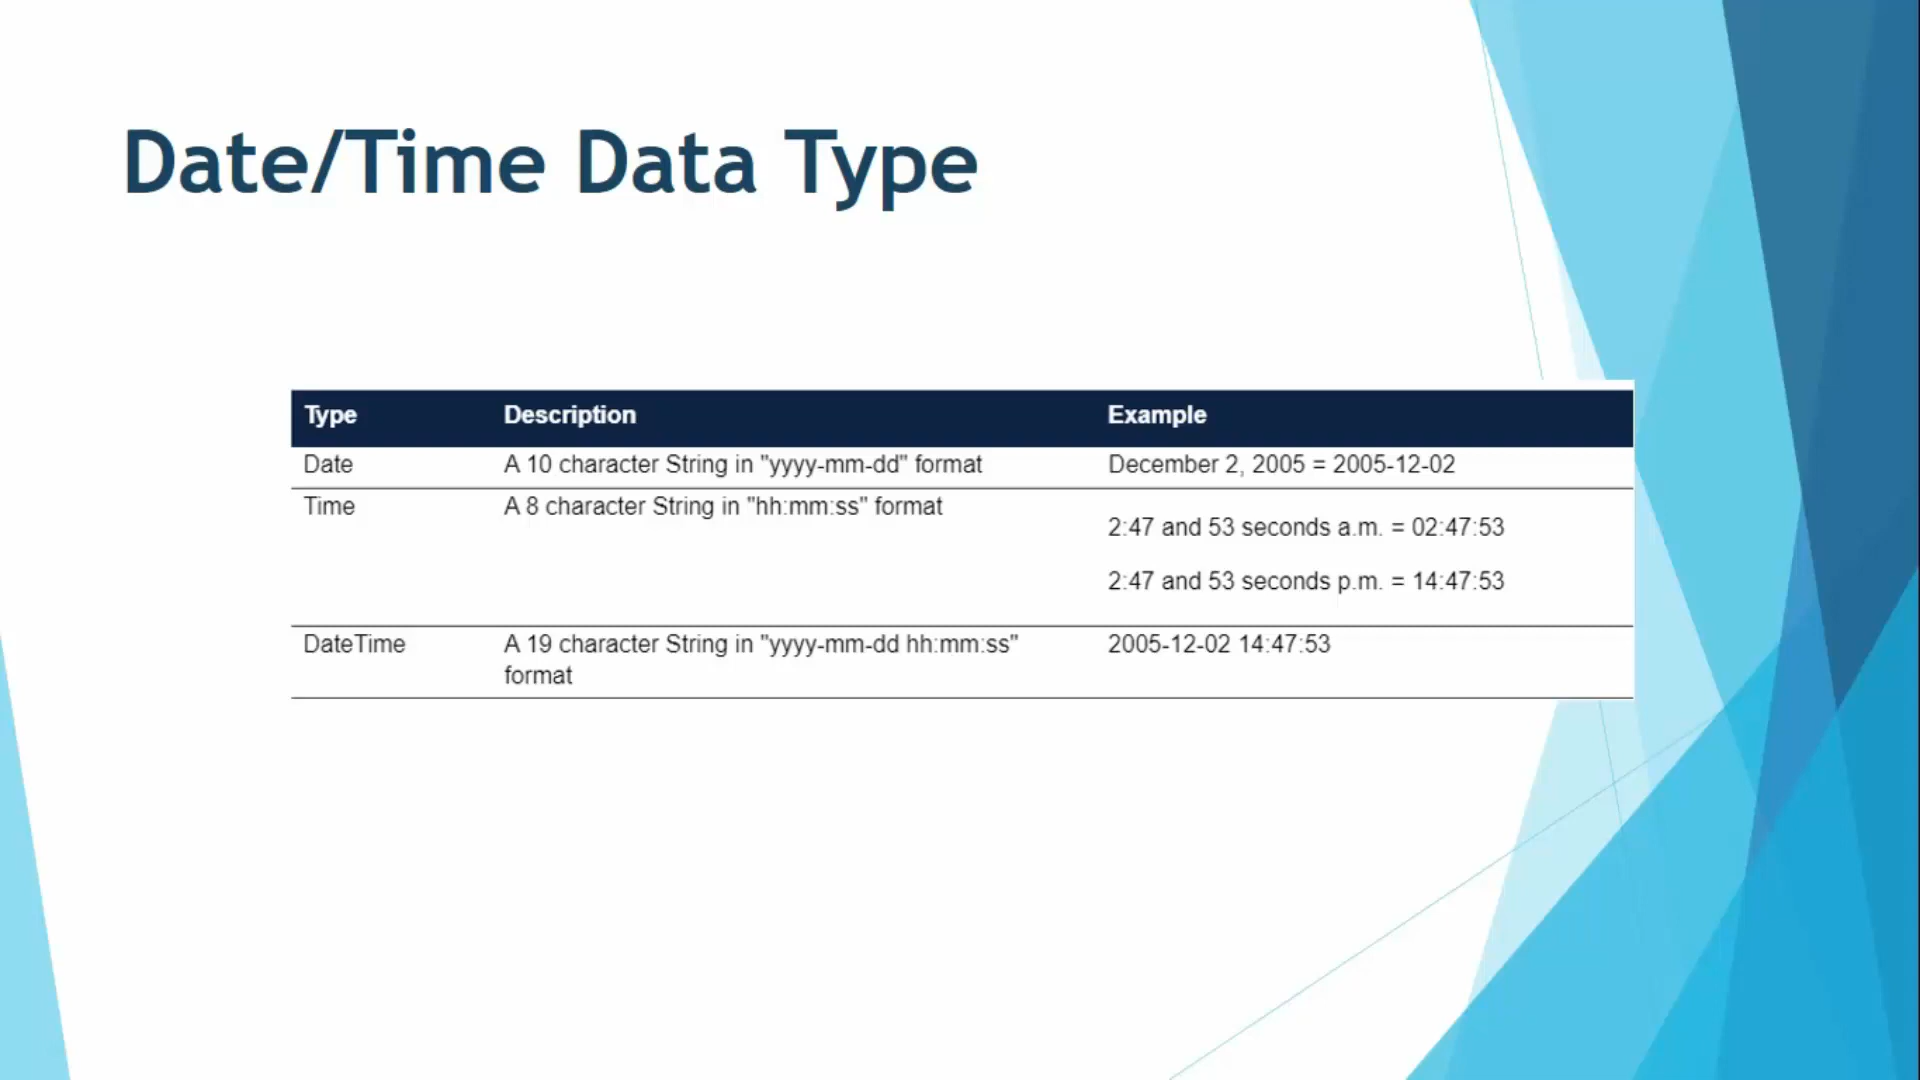 Date/Time Data Type
Type Description Example
Date A 10 character String in "yyyy-mm-dd" format December 2, 2005 = 2005-12-02
Time A 8 character String in "hh:mm:ss" format
2:47 and 53 seconds a.m. = 02:47:53
2:47 and 53 seconds p.m. = 14:47:53
DateTime A 19 character String in "yyyy-mm-dd hh:mm:ss" 2005-12-02 14:47:53
format